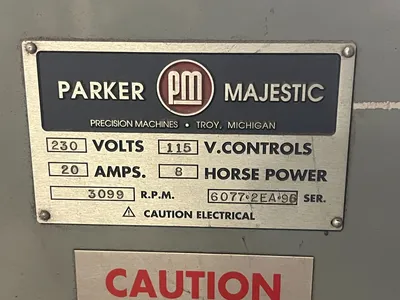 PARKER PM MAJESTIC
PRECISION MACHINES • TROY, MICHIGAN
230 VOLTS 115 V.CONTROLS
20 AMPS. 8 HORSE POWER
3099 R.P.M. 6077-2EA-96 SER.
⚠ CAUTION ELECTRICAL
CAUTION